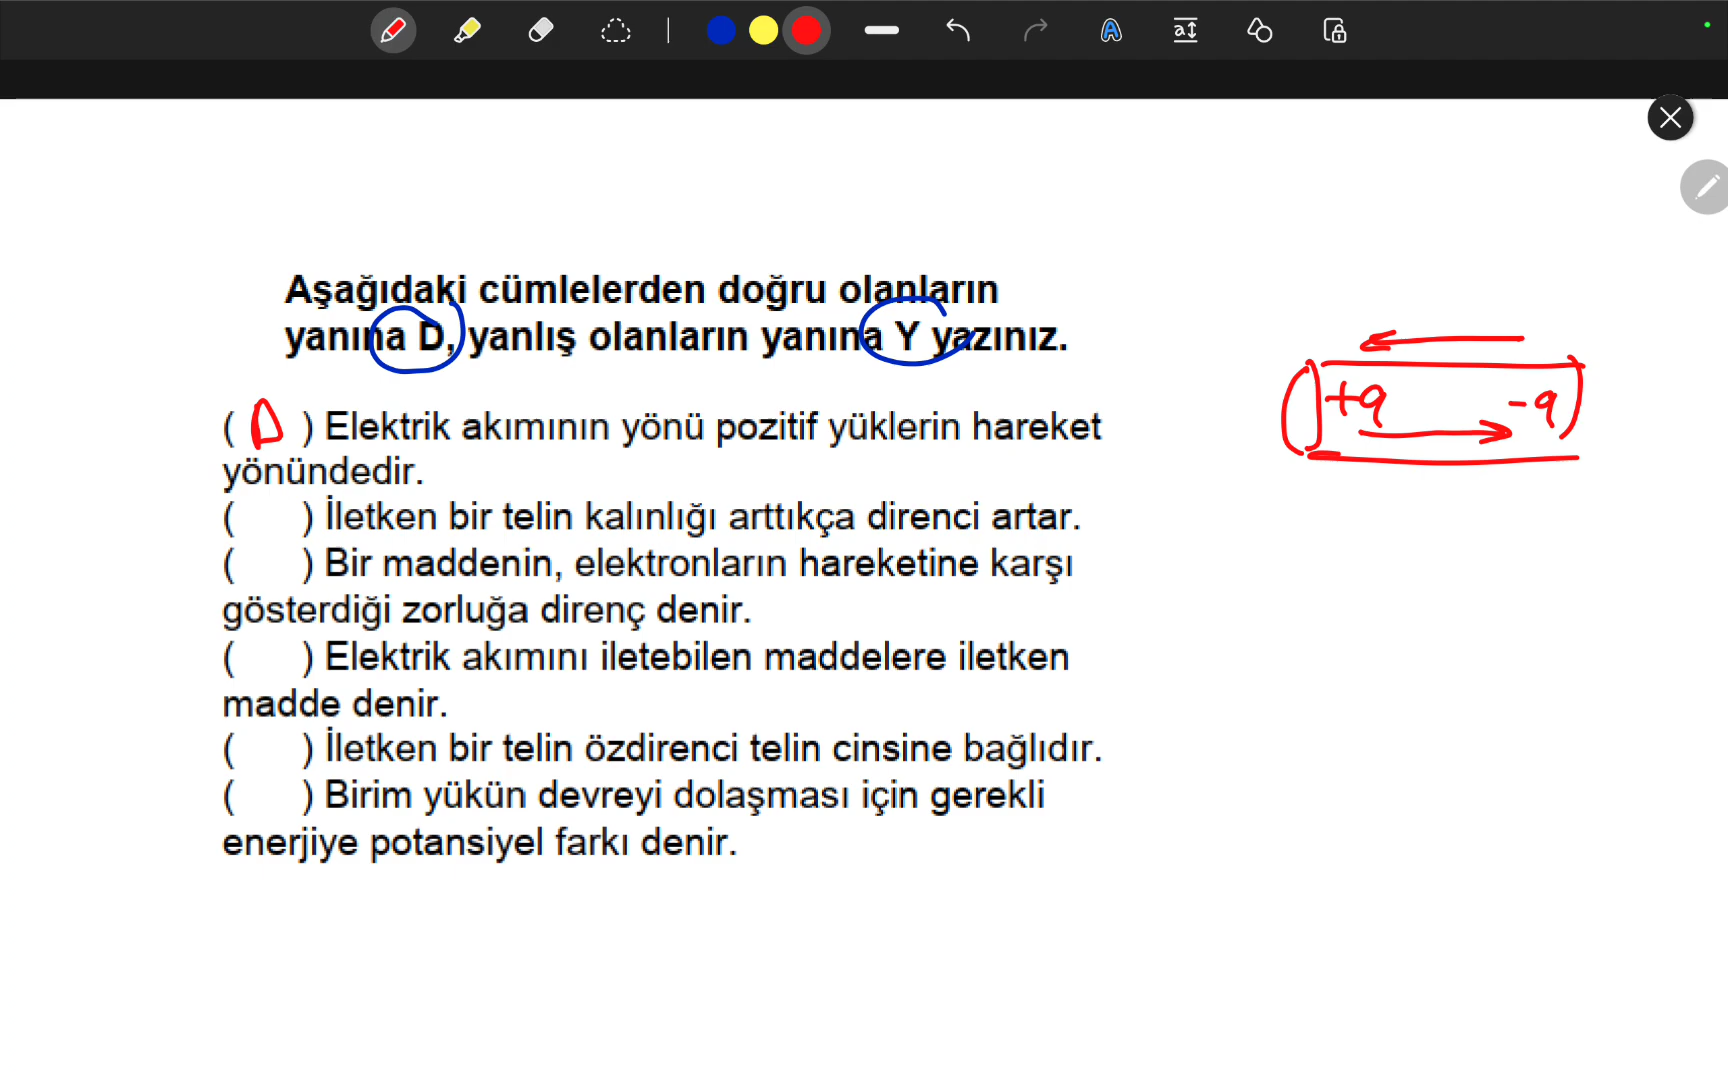 Aşağıdaki cümlelerden doğru olanların
yanına D, yanlış olanların yanına Y yazınız.
( D ) Elektrik akımının yönü pozitif yüklerin hareket
yönündedir.
( ) İletken bir telin kalınlığı arttıkça direnci artar.
( ) Bir maddenin, elektronların hareketine karşı
gösterdiği zorluğa direnç denir.
( ) Elektrik akımını iletebilen maddelere iletken
madde denir.
( ) İletken bir telin özdirenci telin cinsine bağlıdır.
( ) Birim yükün devreyi dolaşması için gerekli
enerjiye potansiyel farkı denir.
+q -q